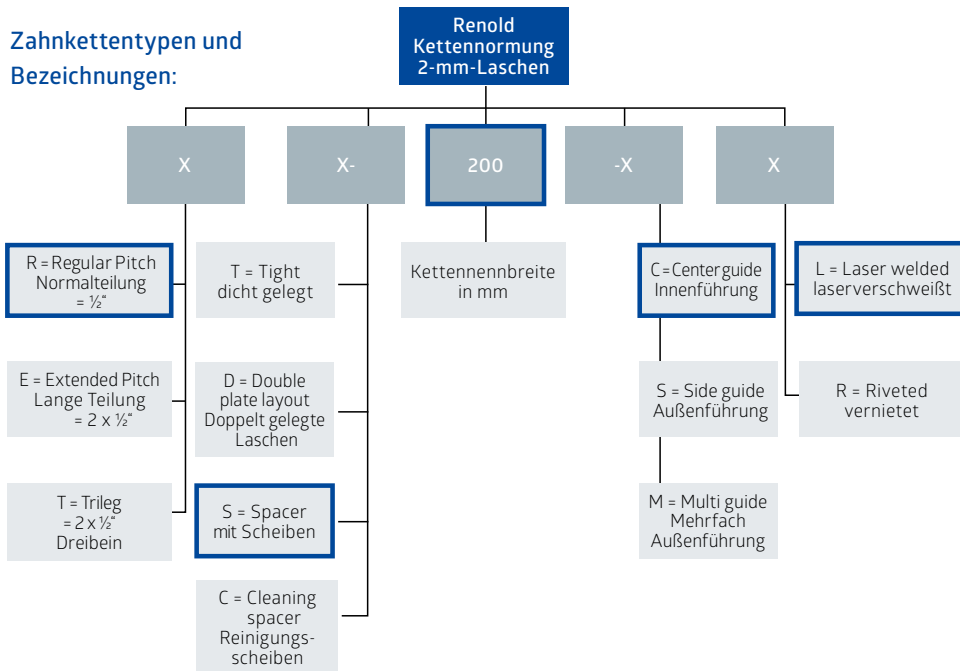 Zahnkettentypen und
Bezeichnungen:
Renold
Kettennormung
2-mm-Laschen
X
X-
200
-X
X
R = Regular Pitch
Normalteilung
= ½“
E = Extended Pitch
Lange Teilung
= 2 x ½“
T = Trileg
= 2 x ½“
Dreibein
T = Tight
dicht gelegt
D = Double
plate layout
Doppelt gelegte
Laschen
S = Spacer
mit Scheiben
C = Cleaning
spacer
Reinigungs-
scheiben
Kettennennbreite
in mm
C = Centerguide
Innenführung
S = Side guide
Außenführung
M = Multi guide
Mehrfach
Außenführung
L = Laser welded
laserverschweißt
R = Riveted
vernietet